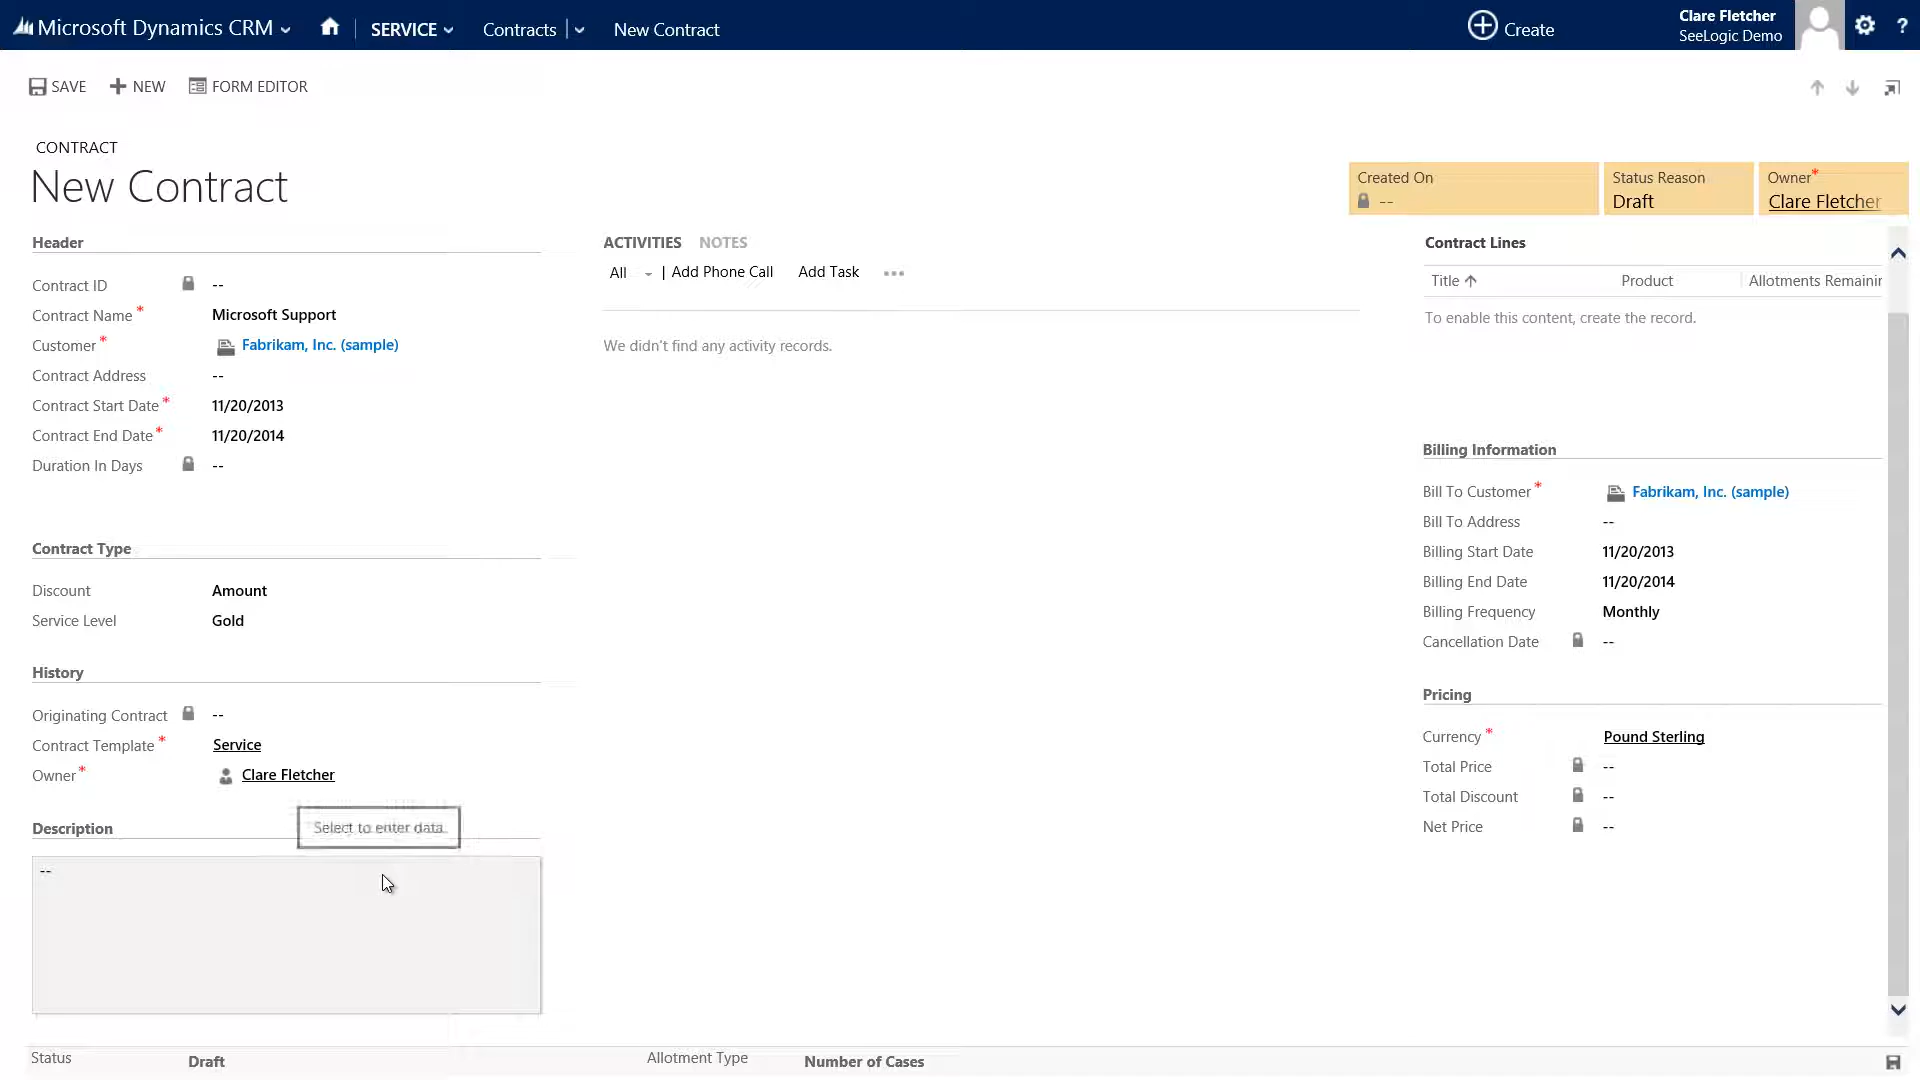 Microsoft Dynamics CRM SERVICE Contracts New Contract Create Clare Fletcher SeeLogic Demo ?
SAVE NEW FORM EDITOR
CONTRACT
New Contract
Created On
--
Status Reason
Draft
Owner*
Clare Fletcher
Header
Contract ID --
Contract Name* Microsoft Support
Customer* Fabrikam, Inc. (sample)
Contract Address --
Contract Start Date* 11/20/2013
Contract End Date* 11/20/2014
Duration In Days --
Contract Type
Discount Amount
Service Level Gold
History
Originating Contract --
Contract Template* Service
Owner* Clare Fletcher
Description
Select to enter data
--
ACTIVITIES NOTES
All | Add Phone Call Add Task
We didn't find any activity records.
Contract Lines
Title Product Allotments Remainin
To enable this content, create the record.
Billing Information
Bill To Customer* Fabrikam, Inc. (sample)
Bill To Address --
Billing Start Date 11/20/2013
Billing End Date 11/20/2014
Billing Frequency Monthly
Cancellation Date --
Pricing
Currency* Pound Sterling
Total Price --
Total Discount --
Net Price --
Status Draft Allotment Type Number of Cases